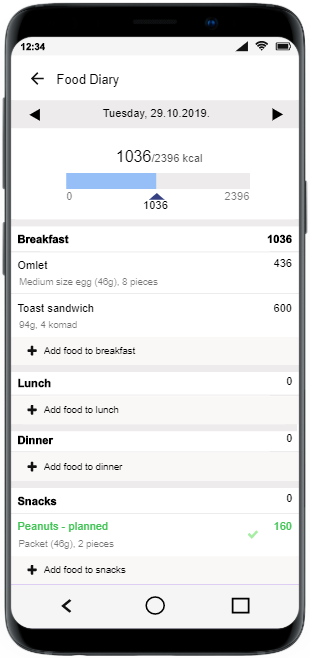 12:34
Food Diary
Tuesday, 29.10.2019.
1036/2396 kcal
0 2396
1036
Breakfast 1036
Omlet 436
Medium size egg (46g), 8 pieces
Toast sandwich 600
94g, 4 komad
Add food to breakfast
Lunch 0
Add food to lunch
Dinner 0
Add food to dinner
Snacks 0
Peanuts - planned 160
Packet (46g), 2 pieces
Add food to snacks